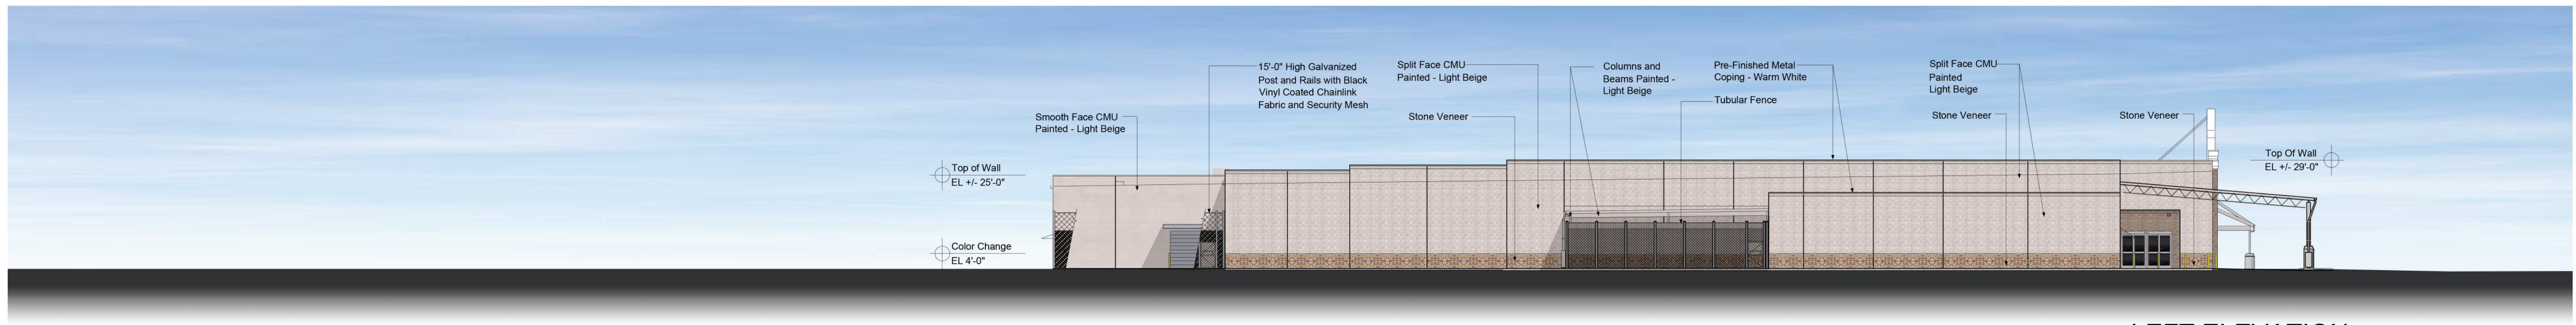 15'-0" High Galvanized
Post and Rails with Black
Vinyl Coated Chainlink
Fabric and Security Mesh
Split Face CMU
Painted - Light Beige
Columns and
Beams Painted -
Light Beige
Pre-Finished Metal
Coping - Warm White
Tubular Fence
Split Face CMU
Painted
Light Beige
Smooth Face CMU
Painted - Light Beige
Stone Veneer
Stone Veneer
Stone Veneer
Top of Wall
EL +/- 25'-0"
Top Of Wall
EL +/- 29'-0"
Color Change
EL 4'-0"
LEFT ELEVATION